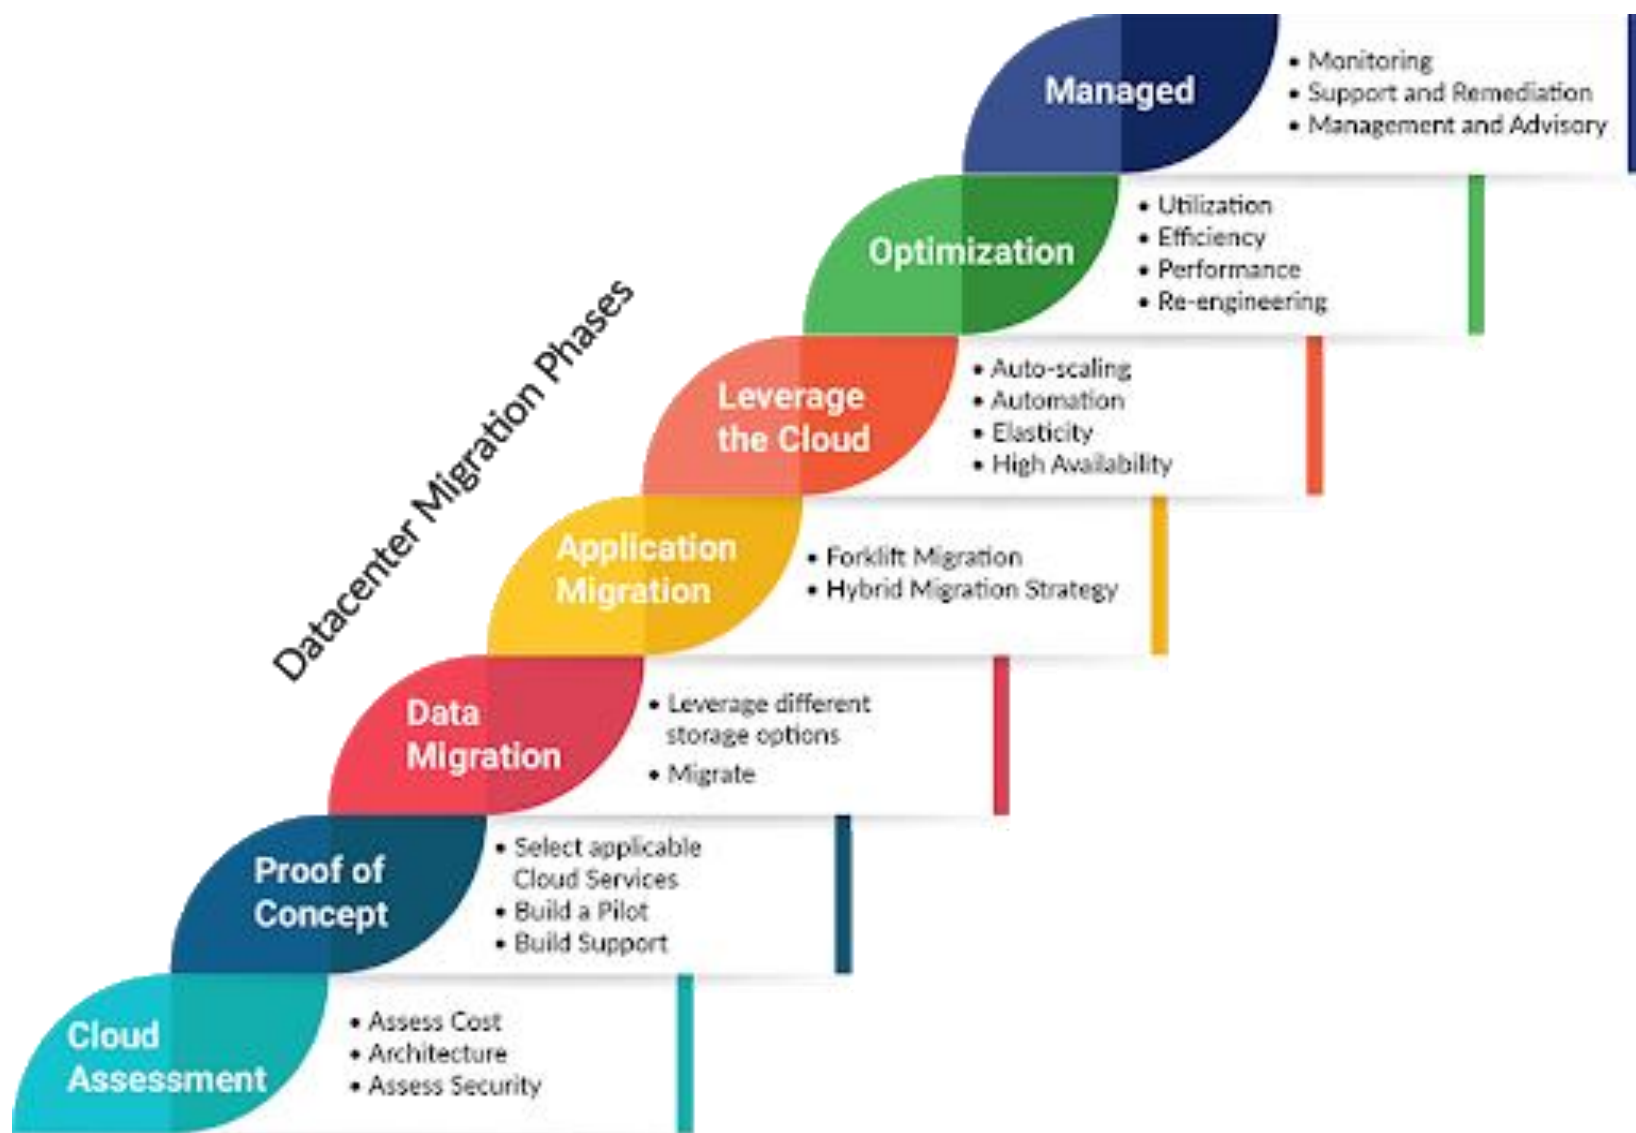 Managed
• Monitoring
• Support and Remediation
• Management and Advisory
Optimization
• Utilization
• Efficiency
• Performance
• Re-engineering
Datacenter Migration Phases
Leverage
the Cloud
• Auto-scaling
• Automation
• Elasticity
• High Availability
Application
Migration
• Forklift Migration
• Hybrid Migration Strategy
Data
Migration
• Leverage different
storage options
• Migrate
Proof of
Concept
• Select applicable
Cloud Services
• Build a Pilot
• Build Support
Cloud
Assessment
• Assess Cost
• Architecture
• Assess Security